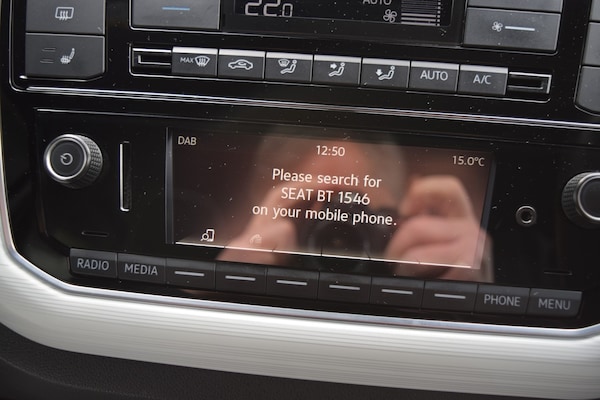 22.0
AUTO
MAX
AUTO
A/C
DAB
12:50
15.0°C
Please search for
SEAT BT 1546
on your mobile phone.
RADIO
MEDIA
PHONE
MENU